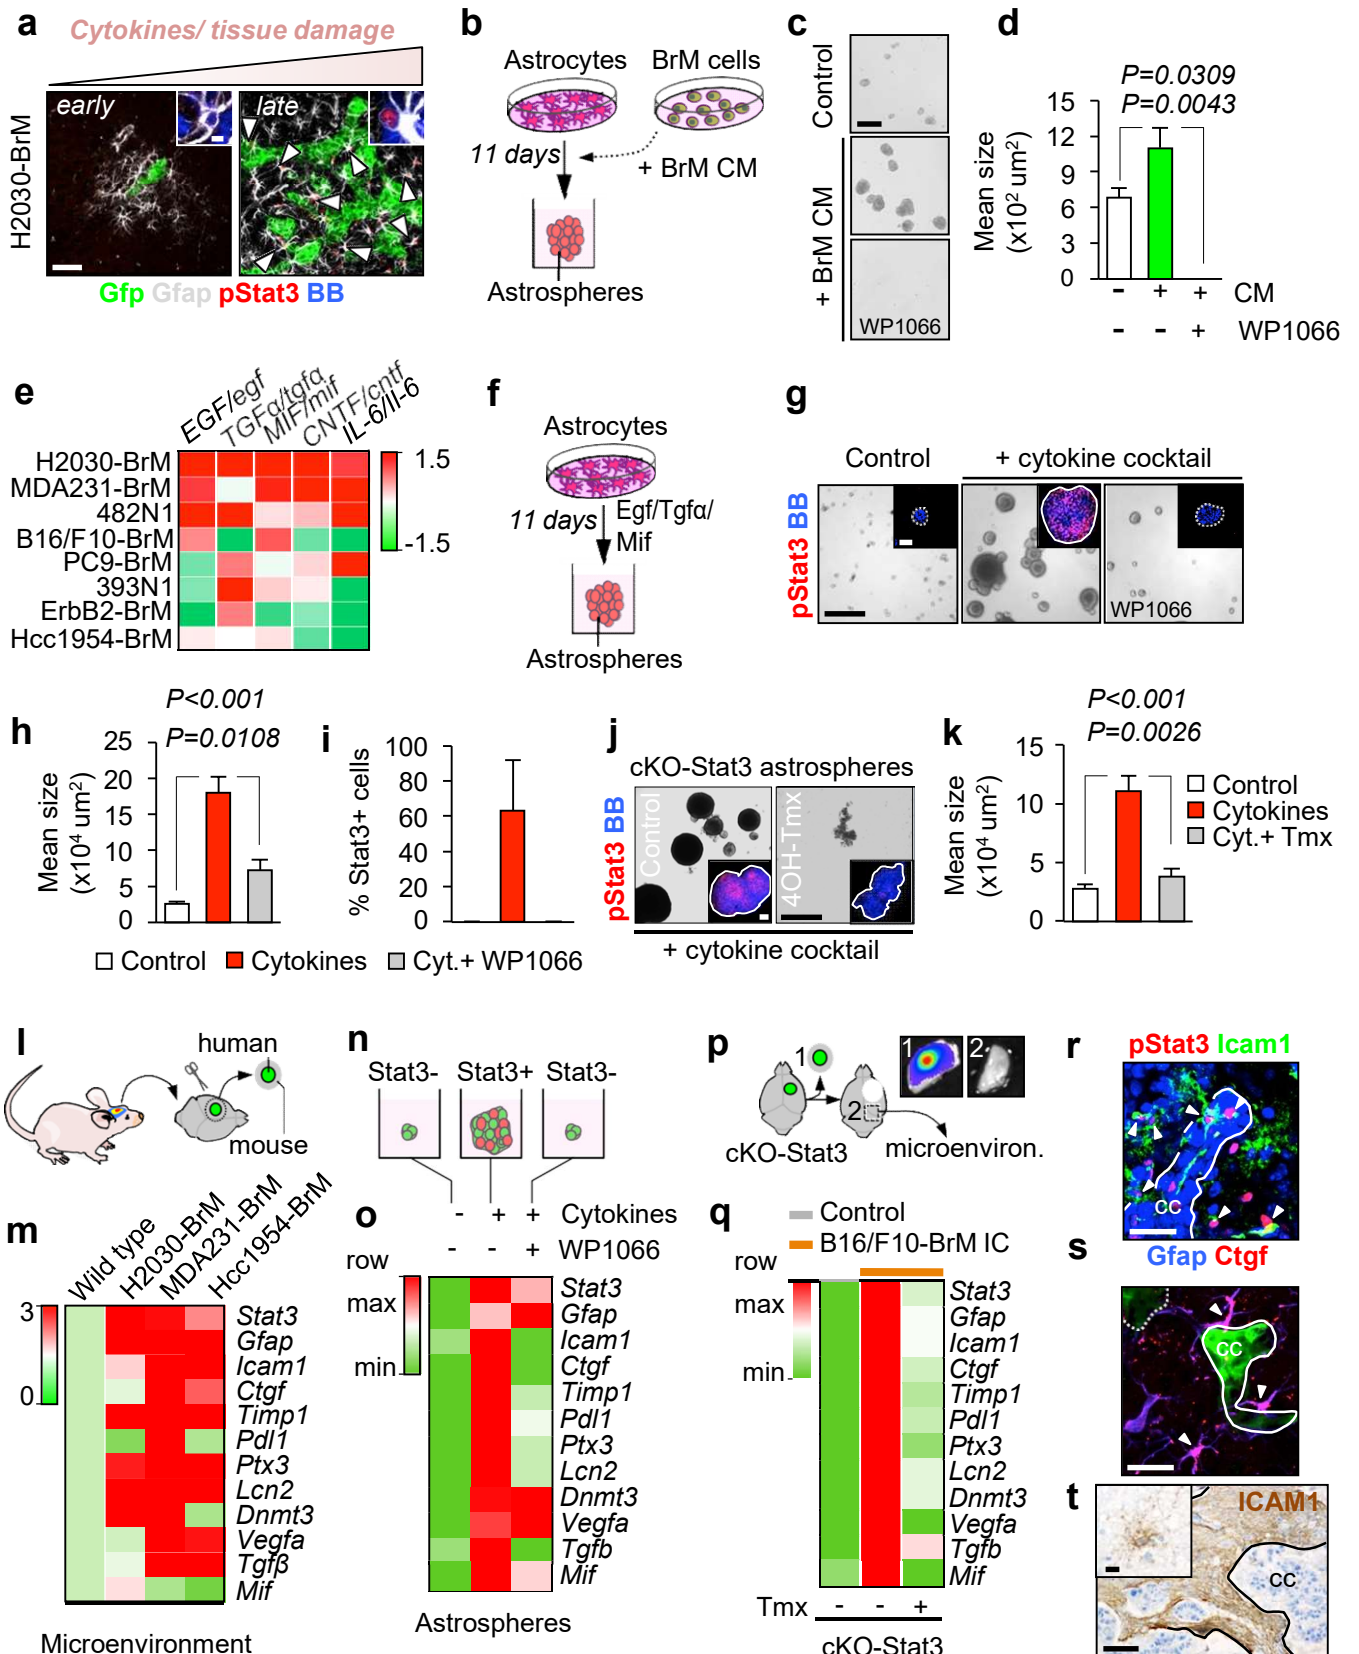 a
Cytokines/ tissue damage
early
late
H2030-BrM
Gfp Gfap pStat3 BB
b
Astrocytes
BrM cells
11 days
+ BrM CM
Astrospheres
c
Control
+ BrM CM
WP1066
d
P=0.0309
P=0.0043
Mean size
(x10² um²)
15
12
9
6
3
0
- + + CM
- - + WP1066
e
EGF/egf
TGFα/tgfα
MIF/mif
CNTF/cntf
IL-6/Il-6
H2030-BrM
MDA231-BrM
482N1
B16/F10-BrM
PC9-BrM
393N1
ErbB2-BrM
Hcc1954-BrM
1.5
-1.5
f
Astrocytes
11 days
Egf/Tgfα/
Mif
Astrospheres
g
Control
+ cytokine cocktail
pStat3 BB
WP1066
h
P<0.001
P=0.0108
Mean size
(x10⁴ um²)
25
20
15
10
5
0
i
% Stat3+ cells
100
80
60
40
20
0
Control
Cytokines
Cyt.+ WP1066
j
cKO-Stat3 astrospheres
pStat3 BB
Control
4OH-Tmx
+ cytokine cocktail
k
P<0.001
P=0.0026
Mean size
(x10⁴ um²)
15
10
5
0
Control
Cytokines
Cyt.+ Tmx
l
human
mouse
m
Wild type
H2030-BrM
MDA231-BrM
Hcc1954-BrM
3
0
Stat3
Gfap
Icam1
Ctgf
Timp1
Pdl1
Ptx3
Lcn2
Dnmt3
Vegfa
Tgfβ
Mif
Microenvironment
n
Stat3-
Stat3+
Stat3-
o
- + + Cytokines
- - + WP1066
row
max
min
Stat3
Gfap
Icam1
Ctgf
Timp1
Pdl1
Ptx3
Lcn2
Dnmt3
Vegfa
Tgfb
Mif
Astrospheres
p
1
2
1
2
cKO-Stat3
microenviron.
q
Control
B16/F10-BrM IC
row
max
min
Stat3
Gfap
Icam1
Ctgf
Timp1
Pdl1
Ptx3
Lcn2
Dnmt3
Vegfa
Tgfb
Mif
Tmx - - +
cKO-Stat3
r
pStat3 Icam1
cc
s
Gfap Ctgf
cc
t
ICAM1
cc